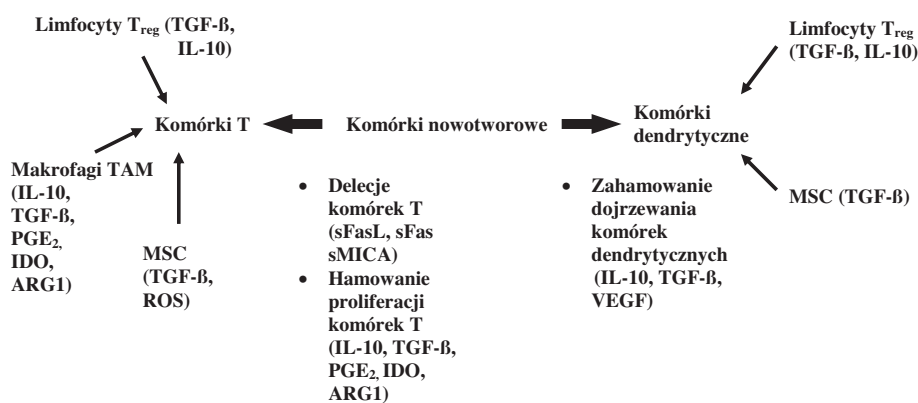 Limfocyty Treg (TGF-ß,
IL-10)
Limfocyty Treg
(TGF-ß, IL-10)
Komórki T
Komórki nowotworowe
Komórki
dendrytyczne
Makrofagi TAM
(IL-10,
TGF-ß,
PGE2,
IDO,
ARG1)
MSC
(TGF-ß,
ROS)
• Delecje
komórek T
(sFasL, sFas
sMICA)
• Hamowanie
proliferacji
komórek T
(IL-10, TGF-ß,
PGE2, IDO,
ARG1)
• Zahamowanie
dojrzewania
komórek
dendrytycznych
(IL-10, TGF-ß,
VEGF)
MSC (TGF-ß)